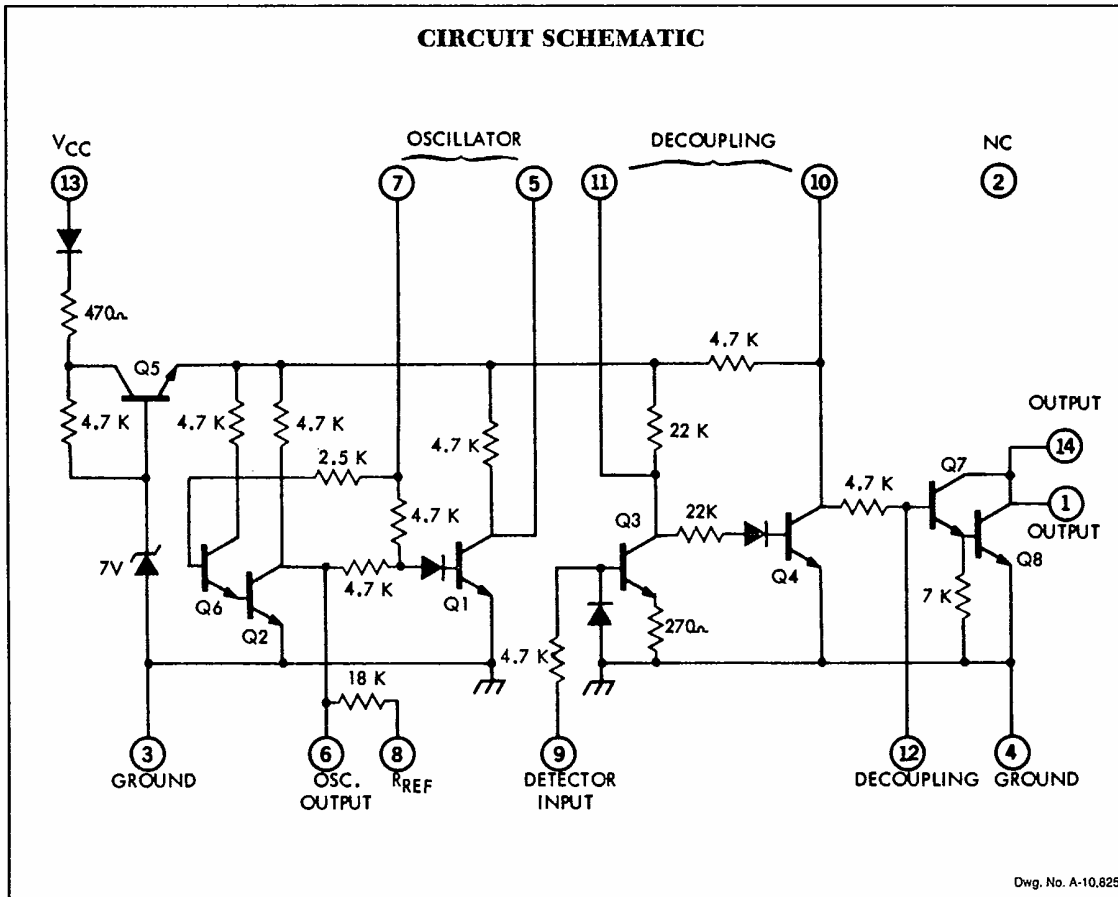 CIRCUIT SCHEMATIC
VCC
OSCILLATOR
DECOUPLING
NC
13
7
5
11
10
2
470Ω
Q5
4.7 K
4.7 K
4.7 K
4.7 K
22 K
4.7 K
OUTPUT
14
2.5 K
4.7 K
Q3
22K
4.7 K
Q7
1
OUTPUT
7V
Q6
Q2
4.7 K
Q1
Q4
Q8
7 K
270Ω
4.7 K
18 K
3
6
8
9
12
4
GROUND
OSC.
OUTPUT
RREF
DETECTOR
INPUT
DECOUPLING
GROUND
Dwg. No. A-10,825